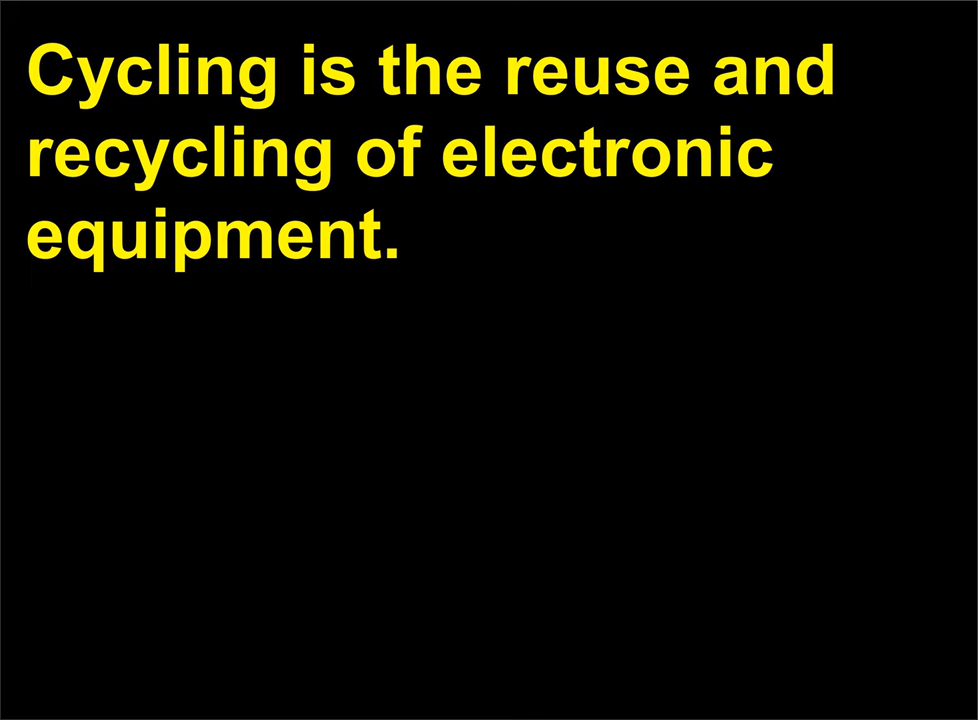 Cycling is the reuse and
recycling of electronic
equipment.